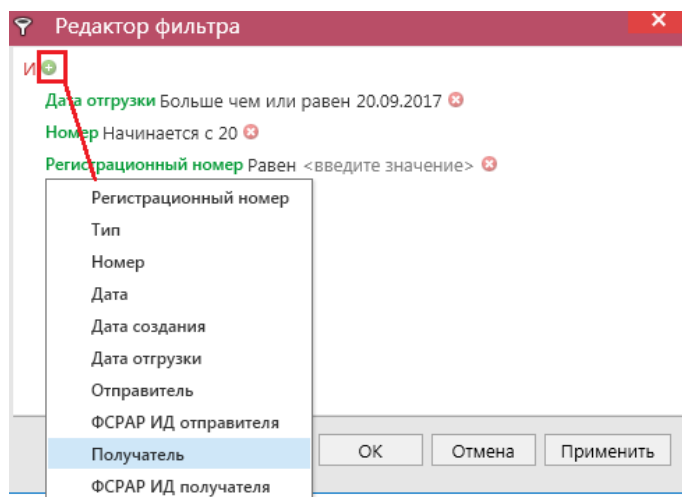 Редактор фильтра
И
Дата отгрузки Больше чем или равен 20.09.2017
Номер Начинается с 20
Регистрационный номер Равен <введите значение>
Регистрационный номер
Тип
Номер
Дата
Дата создания
Дата отгрузки
Отправитель
ФСРАР ИД отправителя
Получатель
ФСРАР ИД получателя
ОК Отмена Применить